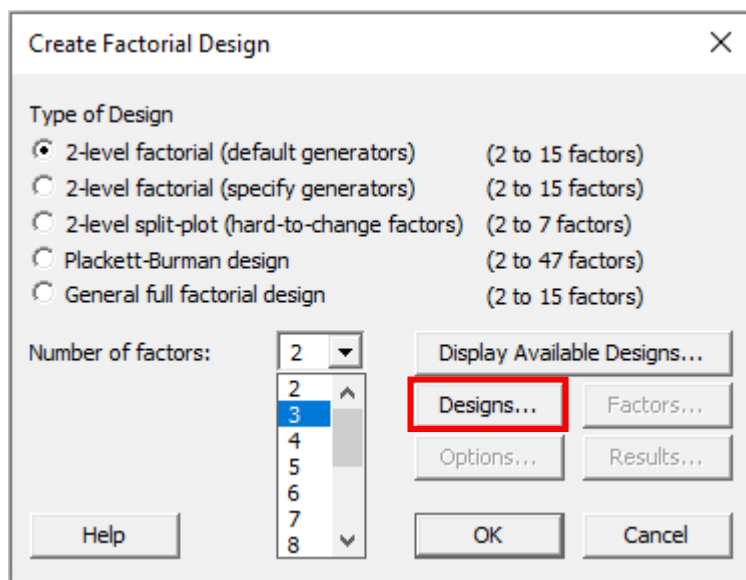 Create Factorial Design
Type of Design
2-level factorial (default generators) (2 to 15 factors)
2-level factorial (specify generators) (2 to 15 factors)
2-level split-plot (hard-to-change factors) (2 to 7 factors)
Plackett-Burman design (2 to 47 factors)
General full factorial design (2 to 15 factors)
Number of factors: 2 Display Available Designs...
2
3
4
5
6
7
8
Designs... Factors...
Options... Results...
Help OK Cancel